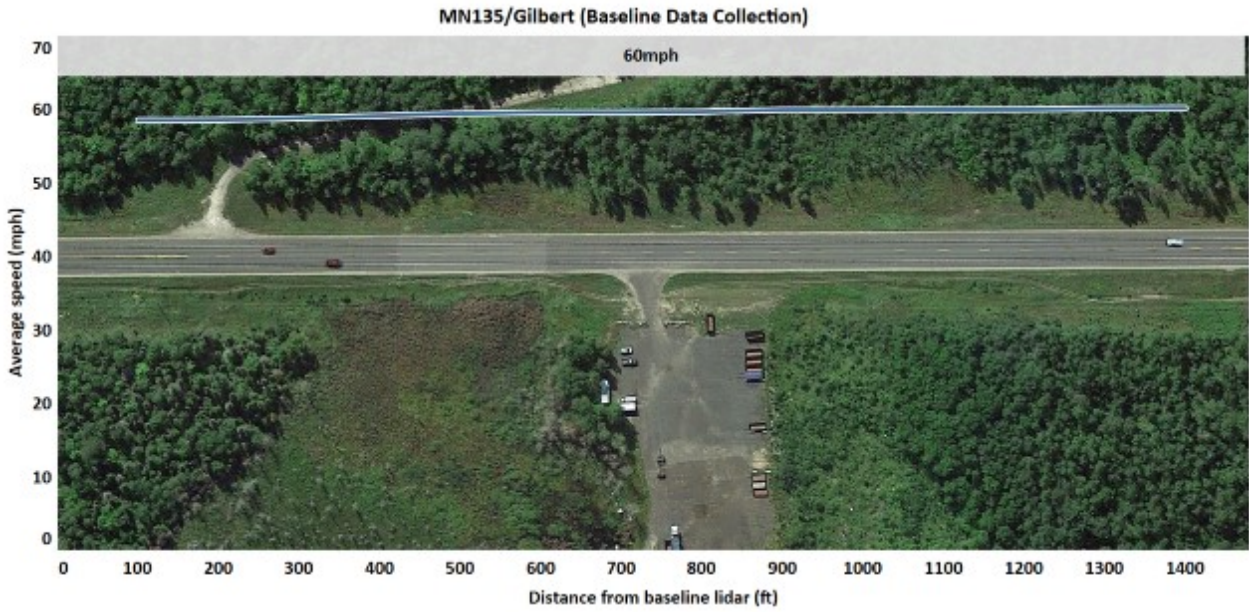 MN135/Gilbert (Baseline Data Collection)
60mph
Average speed (mph)
70
60
50
40
30
20
10
0
0 100 200 300 400 500 600 700 800 900 1000 1100 1200 1300 1400
Distance from baseline lidar (ft)